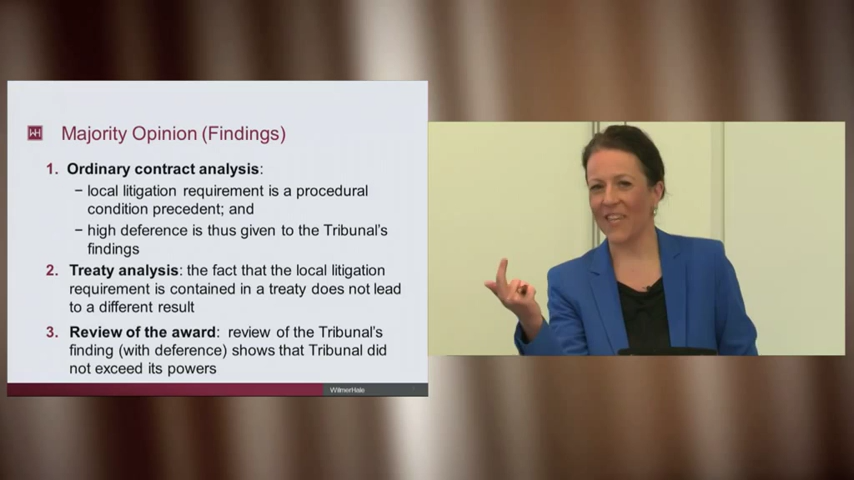 WH Majority Opinion (Findings)
1. Ordinary contract analysis:
− local litigation requirement is a procedural
condition precedent; and
− high deference is thus given to the Tribunal's
findings
2. Treaty analysis: the fact that the local litigation
requirement is contained in a treaty does not lead
to a different result
3. Review of the award: review of the Tribunal's
finding (with deference) shows that Tribunal did
not exceed its powers
WilmerHale